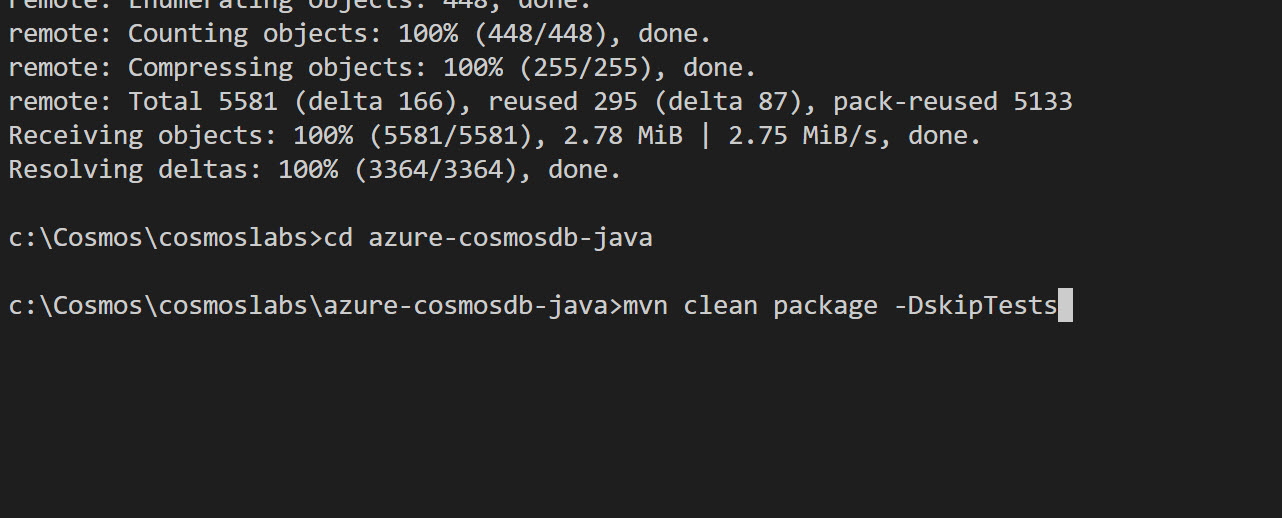 remote: Enumerating objects: 448, done.
remote: Counting objects: 100% (448/448), done.
remote: Compressing objects: 100% (255/255), done.
remote: Total 5581 (delta 166), reused 295 (delta 87), pack-reused 5133
Receiving objects: 100% (5581/5581), 2.78 MiB | 2.75 MiB/s, done.
Resolving deltas: 100% (3364/3364), done.
c:\Cosmos\cosmoslabs>cd azure-cosmosdb-java
c:\Cosmos\cosmoslabs\azure-cosmosdb-java>mvn clean package -DskipTests